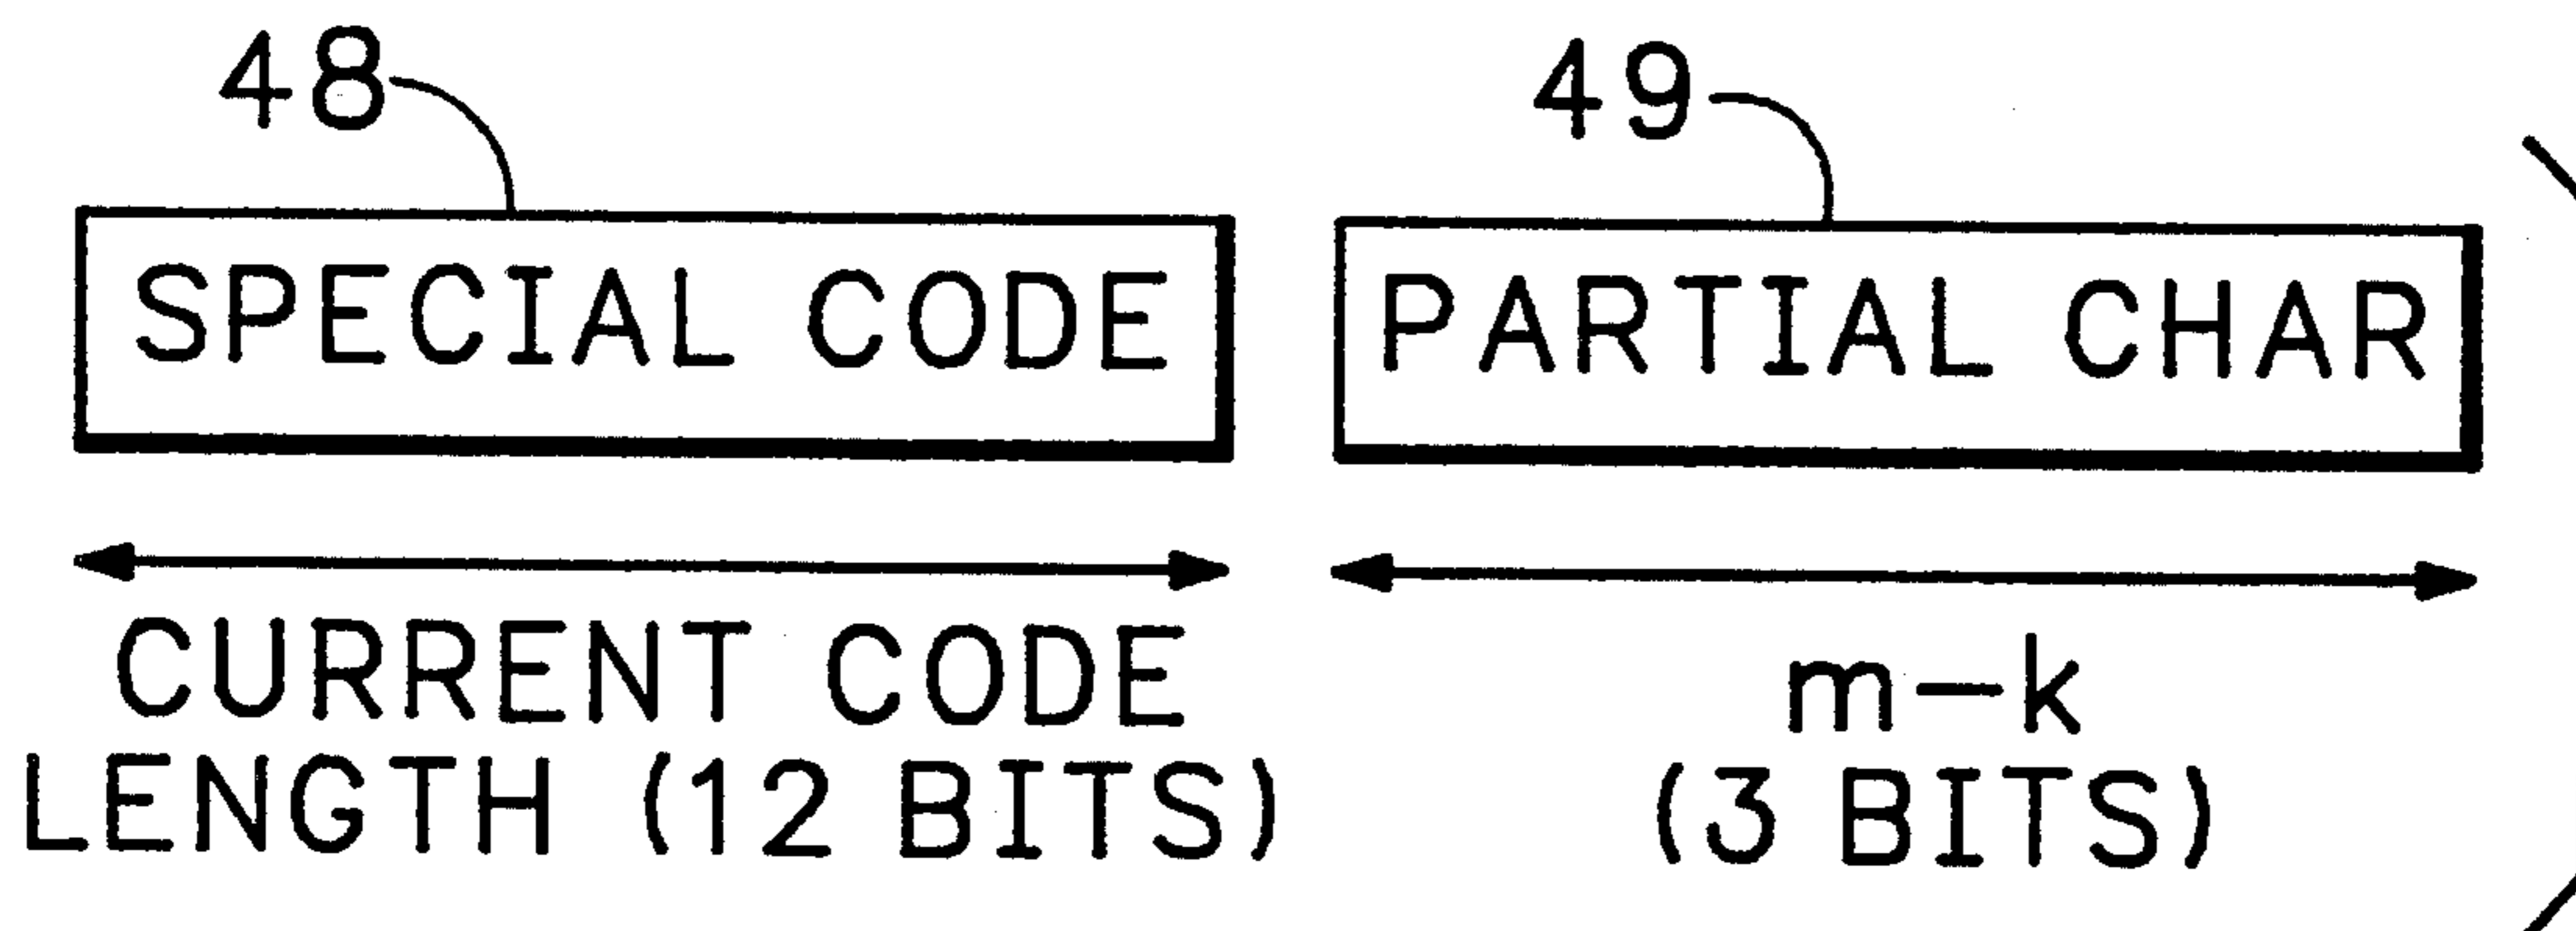 48
49
SPECIAL CODE
PARTIAL CHAR
CURRENT CODE
LENGTH (12 BITS)
m-k
(3 BITS)